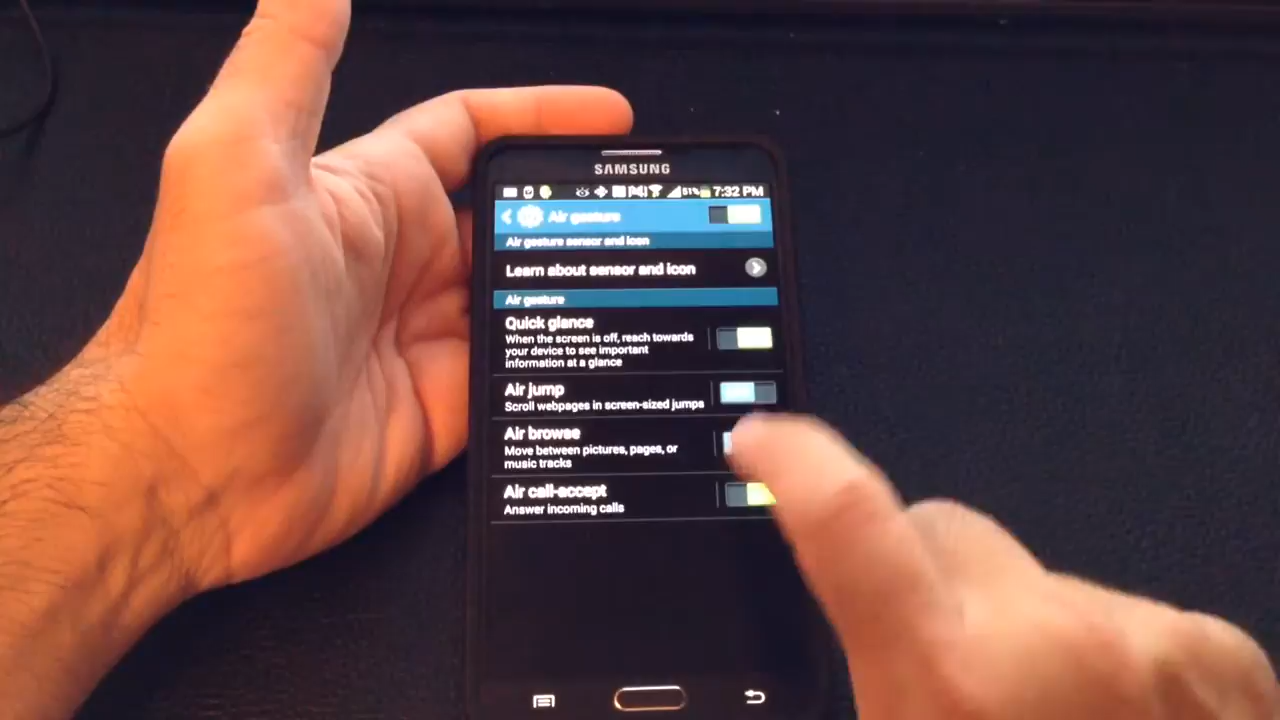 SAMSUNG
51% 7:32 PM
Air gesture
Air gesture sensor and icon
Learn about sensor and icon
Air gesture
Quick glance
When the screen is off, reach towards
your device to see important
information at a glance
Air jump
Scroll webpages in screen-sized jumps
Air browse
Move between pictures, pages, or
music tracks
Air call-accept
Answer incoming calls